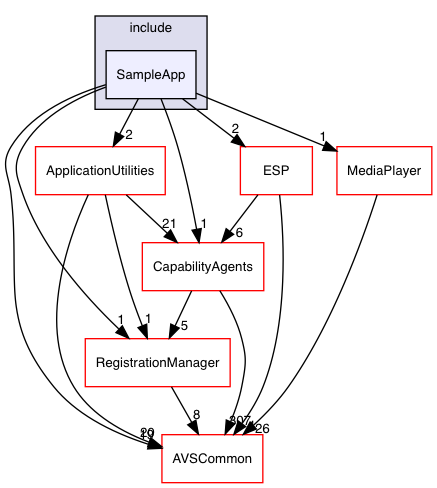 include
SampleApp
2
2
1
ApplicationUtilities
ESP
MediaPlayer
21
1
6
CapabilityAgents
1
1
5
RegistrationManager
8
26
AVSCommon